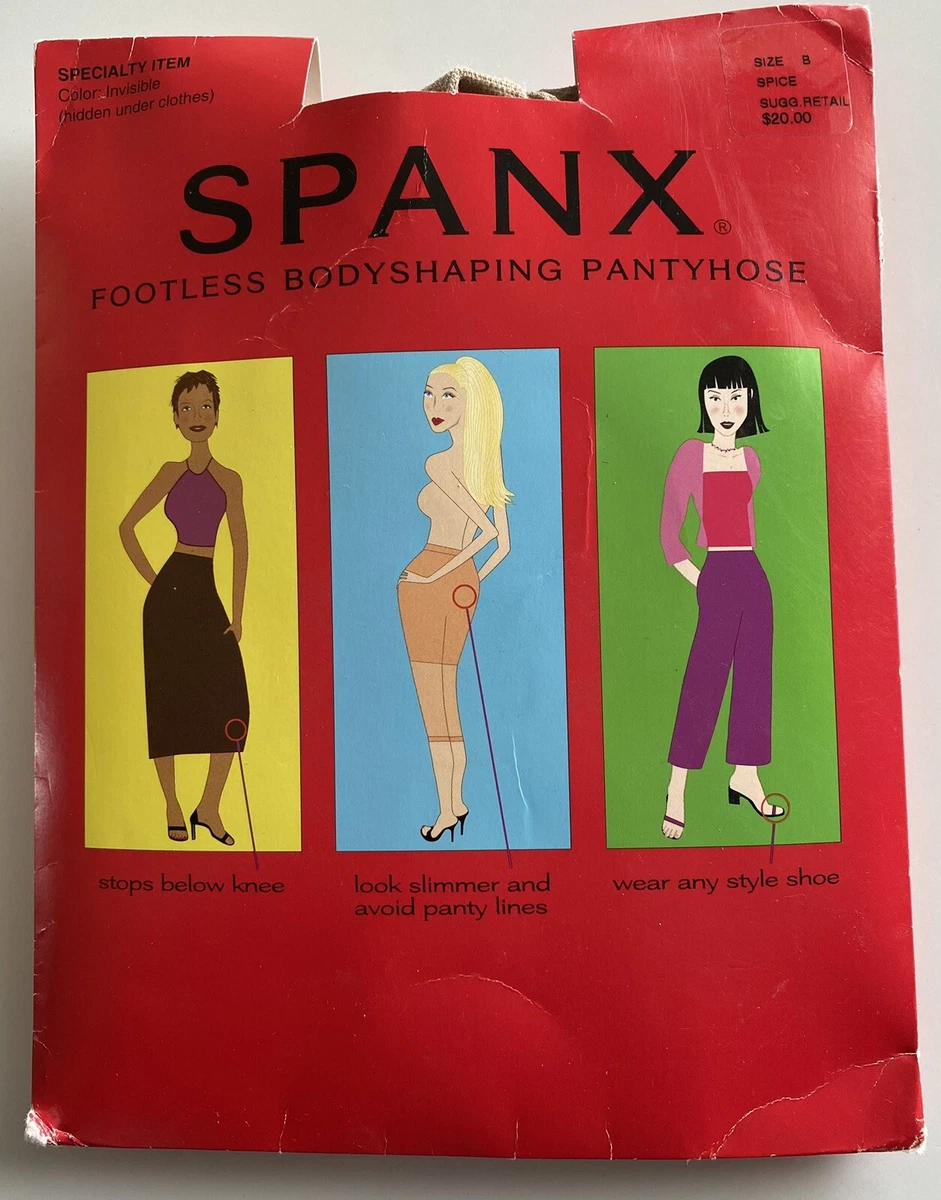 SPECIALTY ITEM
Color: Invisible
(hidden under clothes)
SIZE B
SPICE
SUGG.RETAIL
$20.00
SPANX®
FOOTLESS BODYSHAPING PANTYHOSE
stops below knee
look slimmer and
avoid panty lines
wear any style shoe